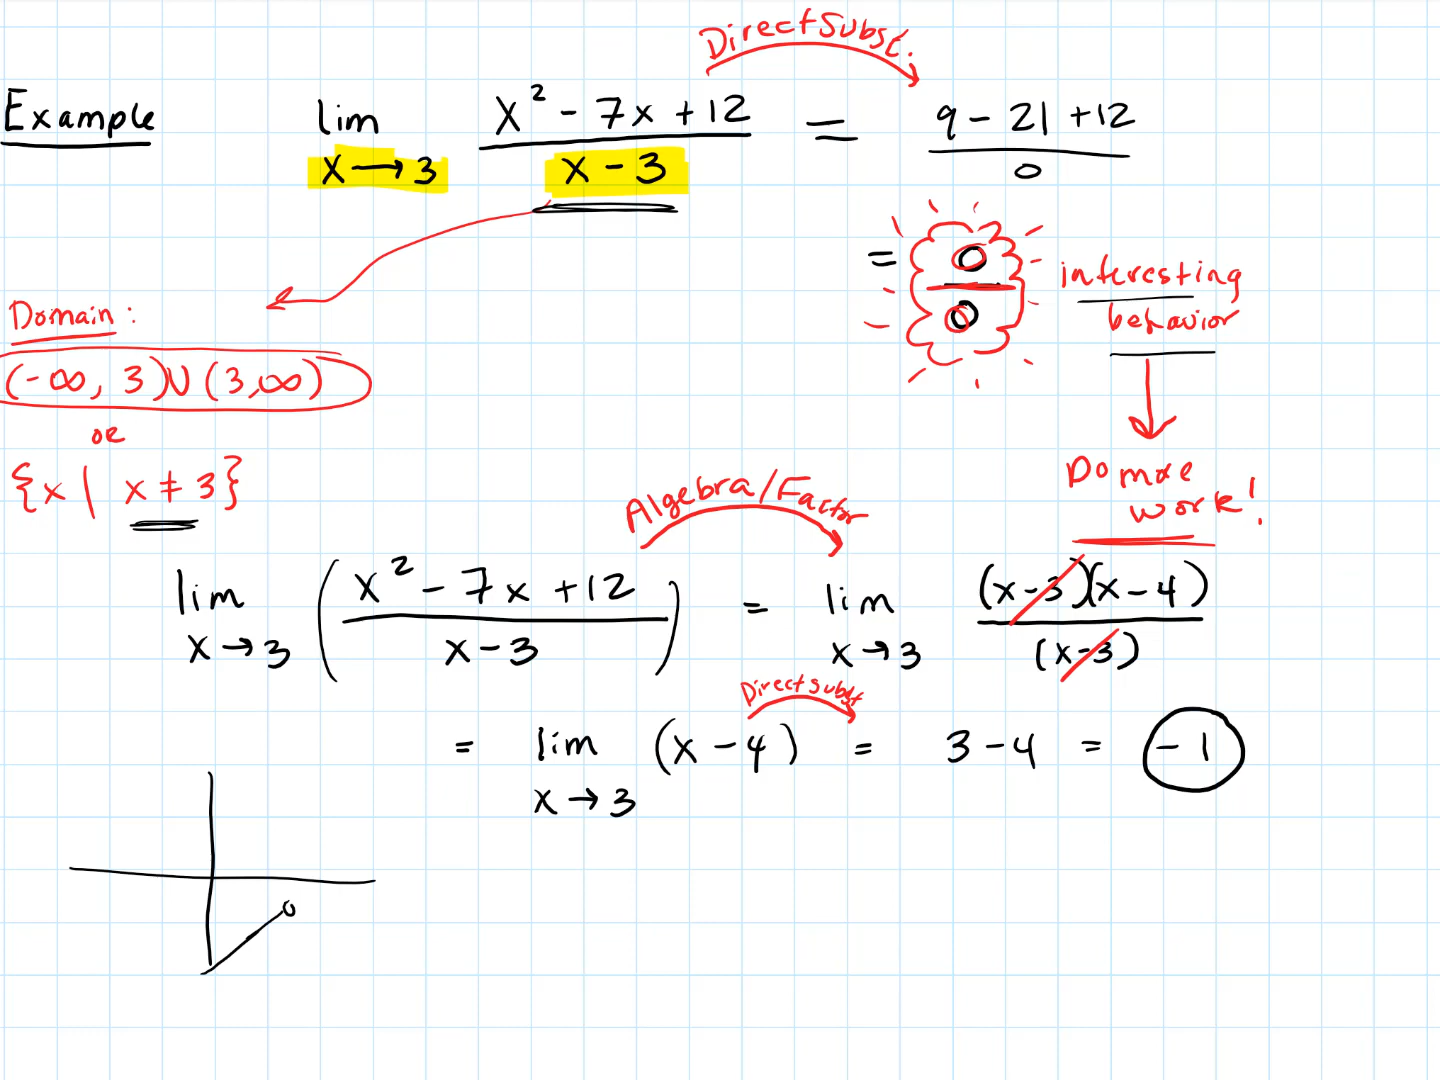 Direct Subst.
Example lim x→3 (x² - 7x + 12)/(x - 3) = (9 - 21 + 12)/0
= 0/0 interesting
behavior
Domain:
(-∞, 3)∪(3,∞)
or
{x | x ≠ 3}
Do more
work!
Algebra/Factor
lim x→3 ((x² - 7x + 12)/(x - 3)) = lim x→3 ((x-3)(x-4))/((x-3))
Direct subst
= lim x→3 (x - 4) = 3 - 4 = -1